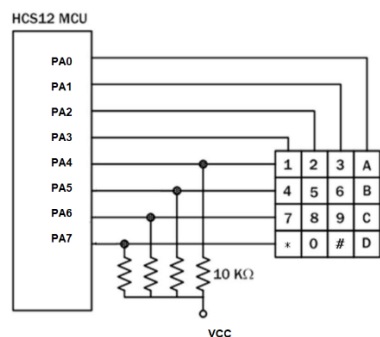 HCS12 MCU
PA0
PA1
PA2
PA3
PA4
PA5
PA6
PA7
1 2 3 A
4 5 6 B
7 8 9 C
* 0 # D
10 KΩ
VCC